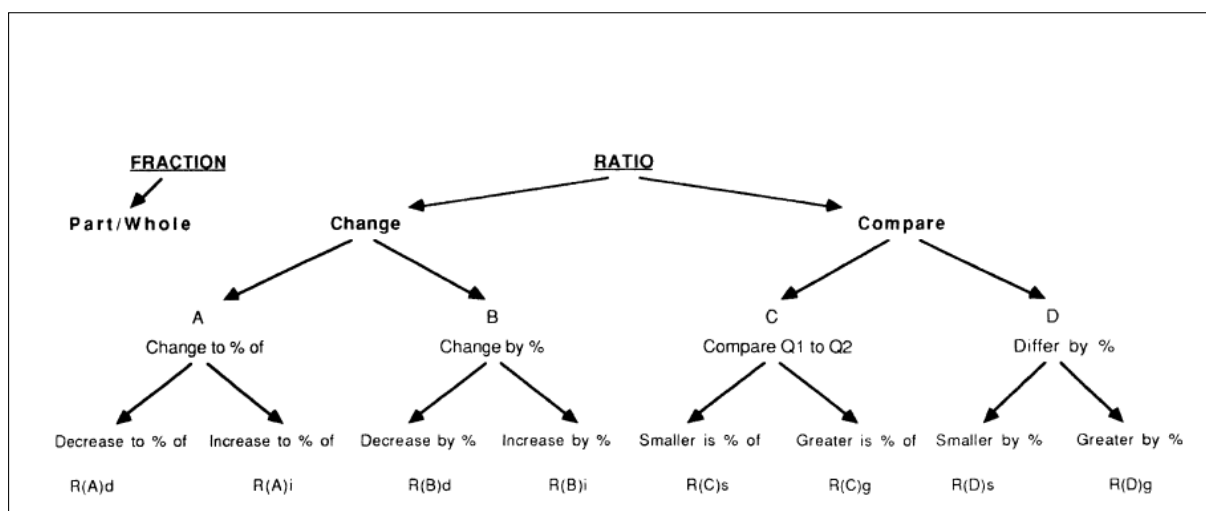 FRACTION RATIO
Part/Whole Change Compare
A B C D
Change to % of Change by % Compare Q1 to Q2 Differ by %
Decrease to % of Increase to % of Decrease by % Increase by % Smaller is % of Greater is % of Smaller by % Greater by %
R(A)d R(A)i R(B)d R(B)i R(C)s R(C)g R(D)s R(D)g